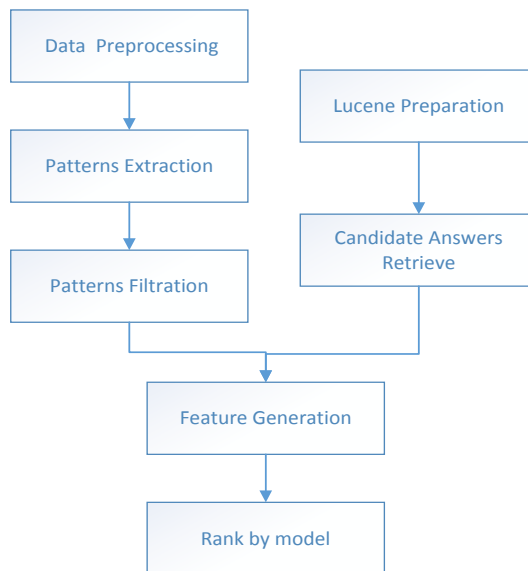 Data  Preprocessing
Lucene Preparation
Patterns Extraction
Candidate Answers
Retrieve
Patterns Filtration
Feature Generation
Rank by model